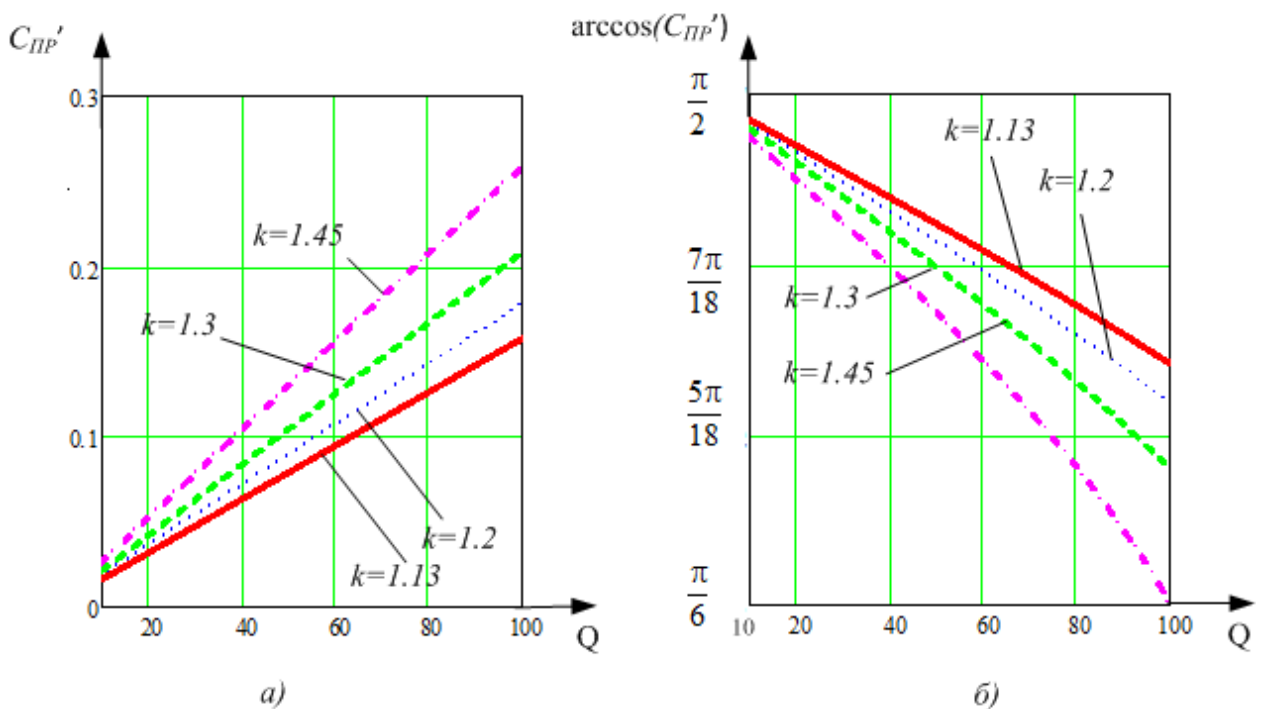 C_ПР'
0.3
0.2
0.1
0
20 40 60 80 100
Q
k=1.45
k=1.3
k=1.2
k=1.13
а)
arccos(C_ПР')
π/2
7π/18
5π/18
π/6
10 20 40 60 80 100
Q
k=1.13
k=1.2
k=1.3
k=1.45
б)